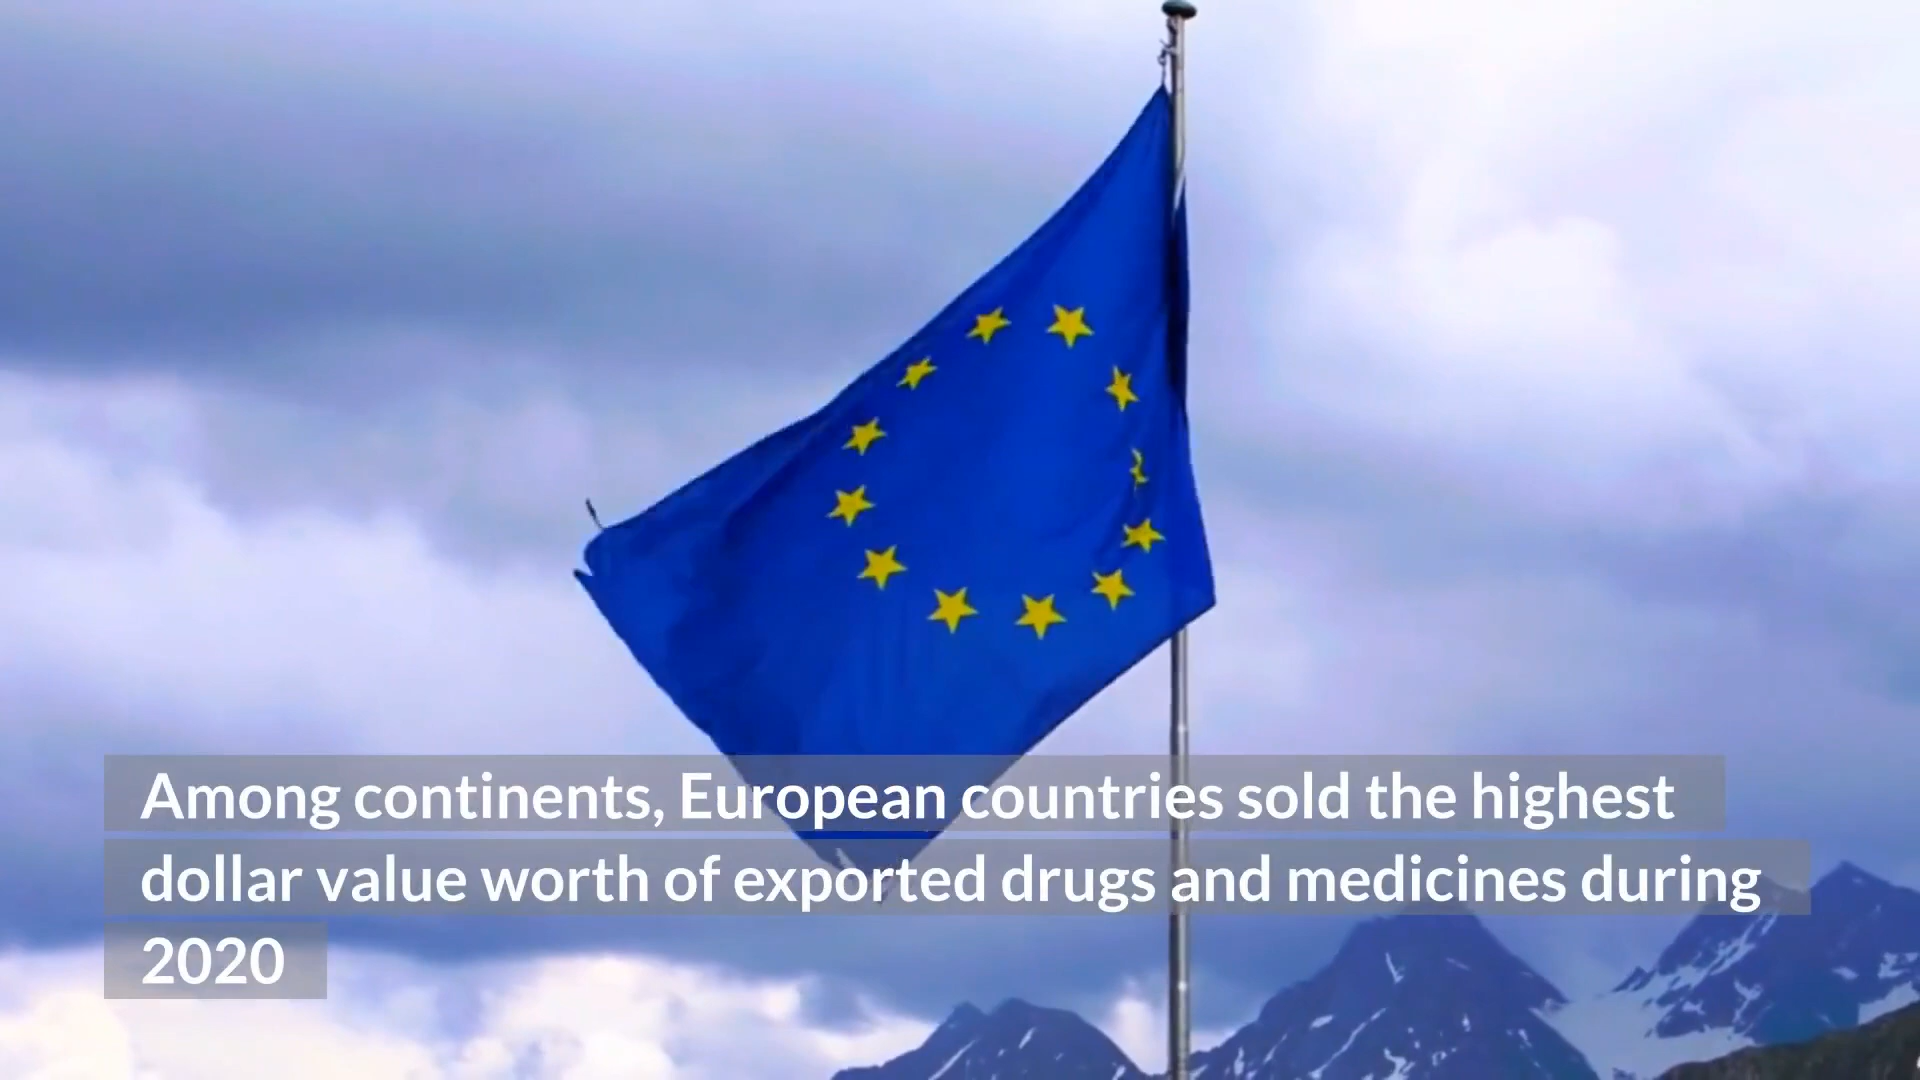 Among continents, European countries sold the highest
dollar value worth of exported drugs and medicines during
2020